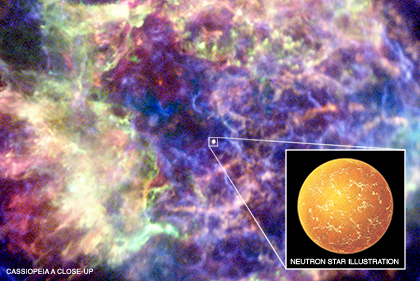 NEUTRON STAR ILLUSTRATION
CASSIOPEIA A CLOSE-UP